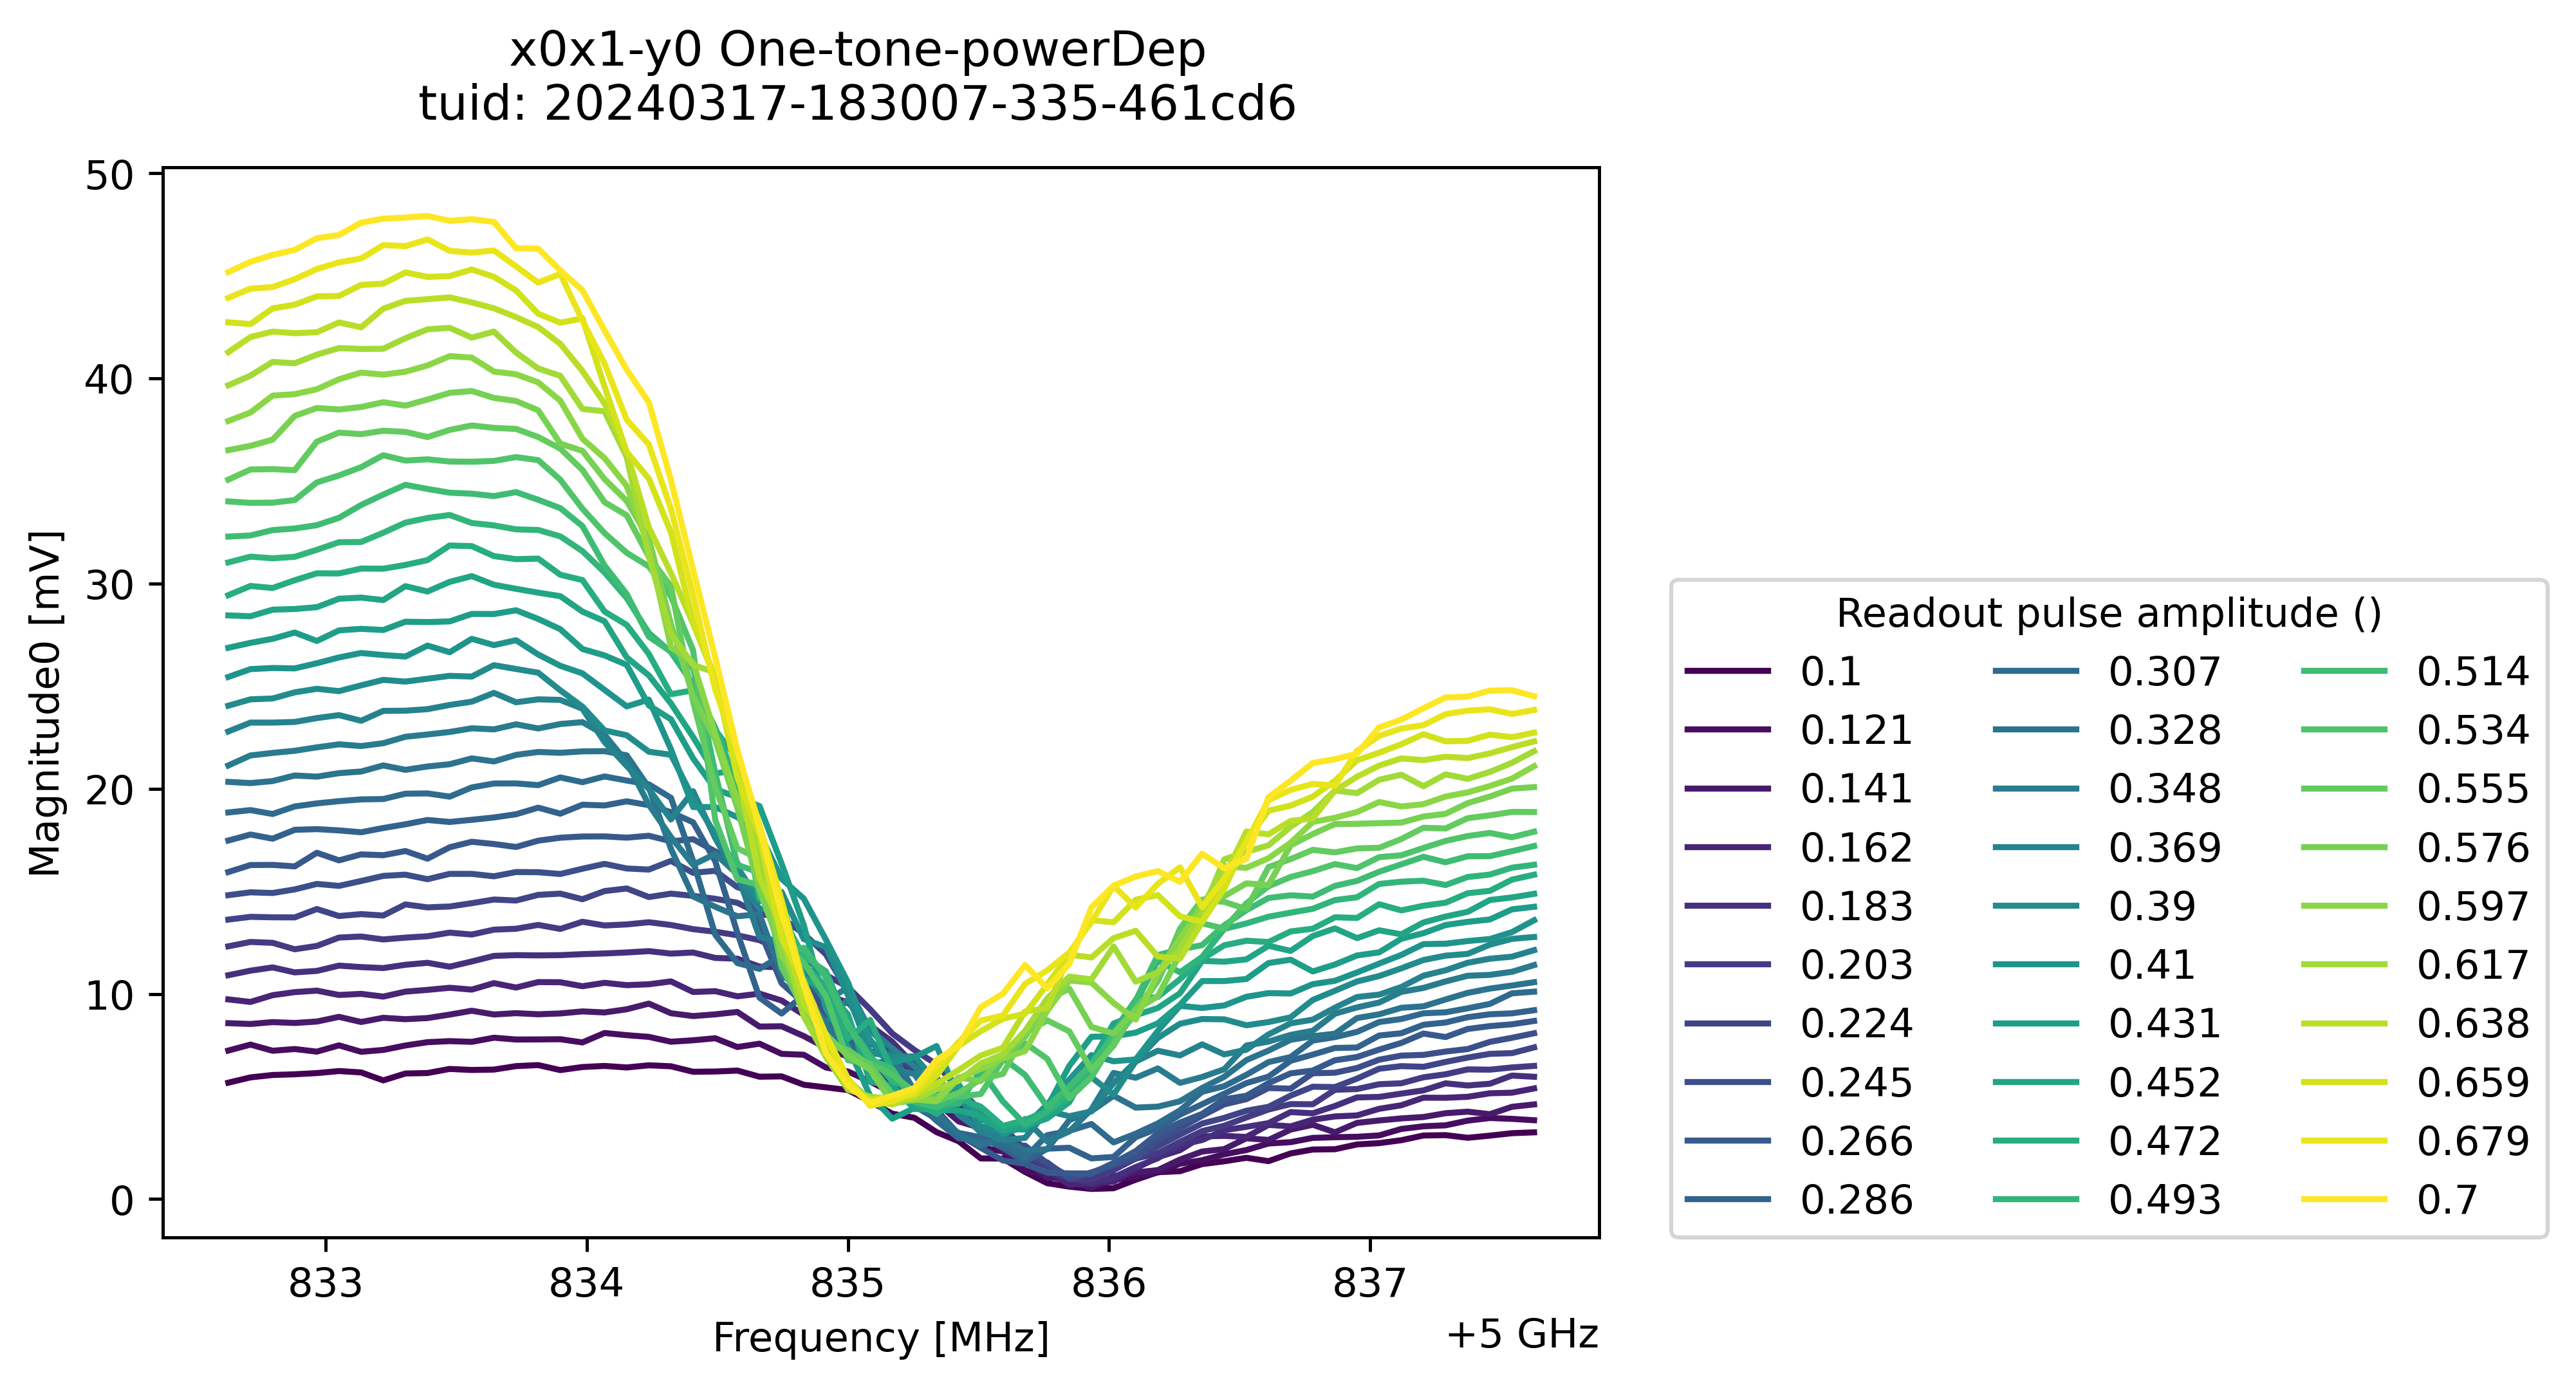 x0x1-y0 One-tone-powerDep
tuid: 20240317-183007-335-461cd6
50
40
30
20
10
0
Magnitude0 [mV]
833 834 835 836 837
Frequency [MHz]
+5 GHz
Readout pulse amplitude ()
0.1 0.307 0.514
0.121 0.328 0.534
0.141 0.348 0.555
0.162 0.369 0.576
0.183 0.39 0.597
0.203 0.41 0.617
0.224 0.431 0.638
0.245 0.452 0.659
0.266 0.472 0.679
0.286 0.493 0.7